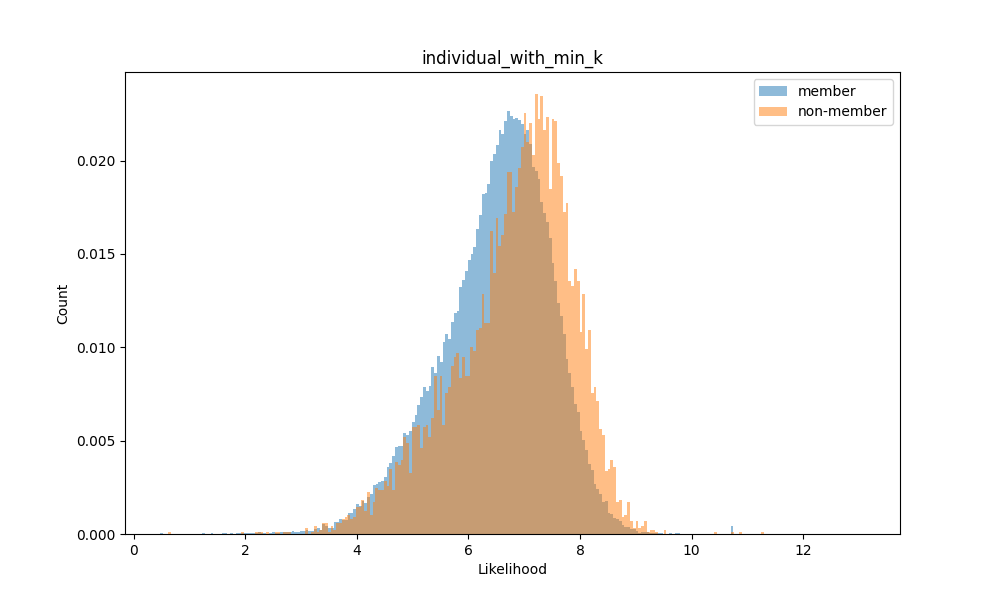 individual_with_min_k
member
non-member
Count
0.020
0.015
0.010
0.005
0.000
0 2 4 6 8 10 12
Likelihood